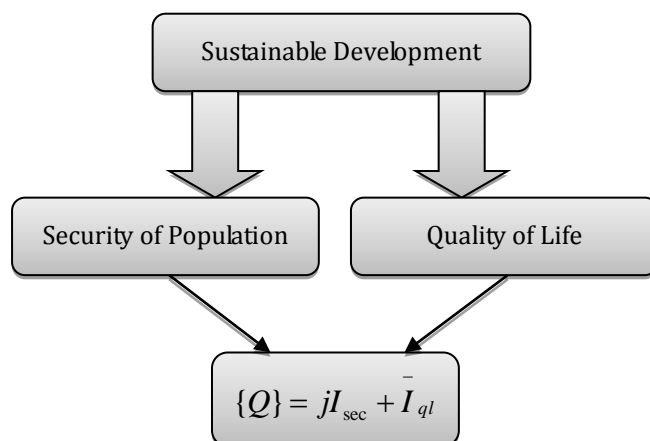 Sustainable Development
Security of Population
Quality of Life
{Q} = jI_sec + Ī_ql